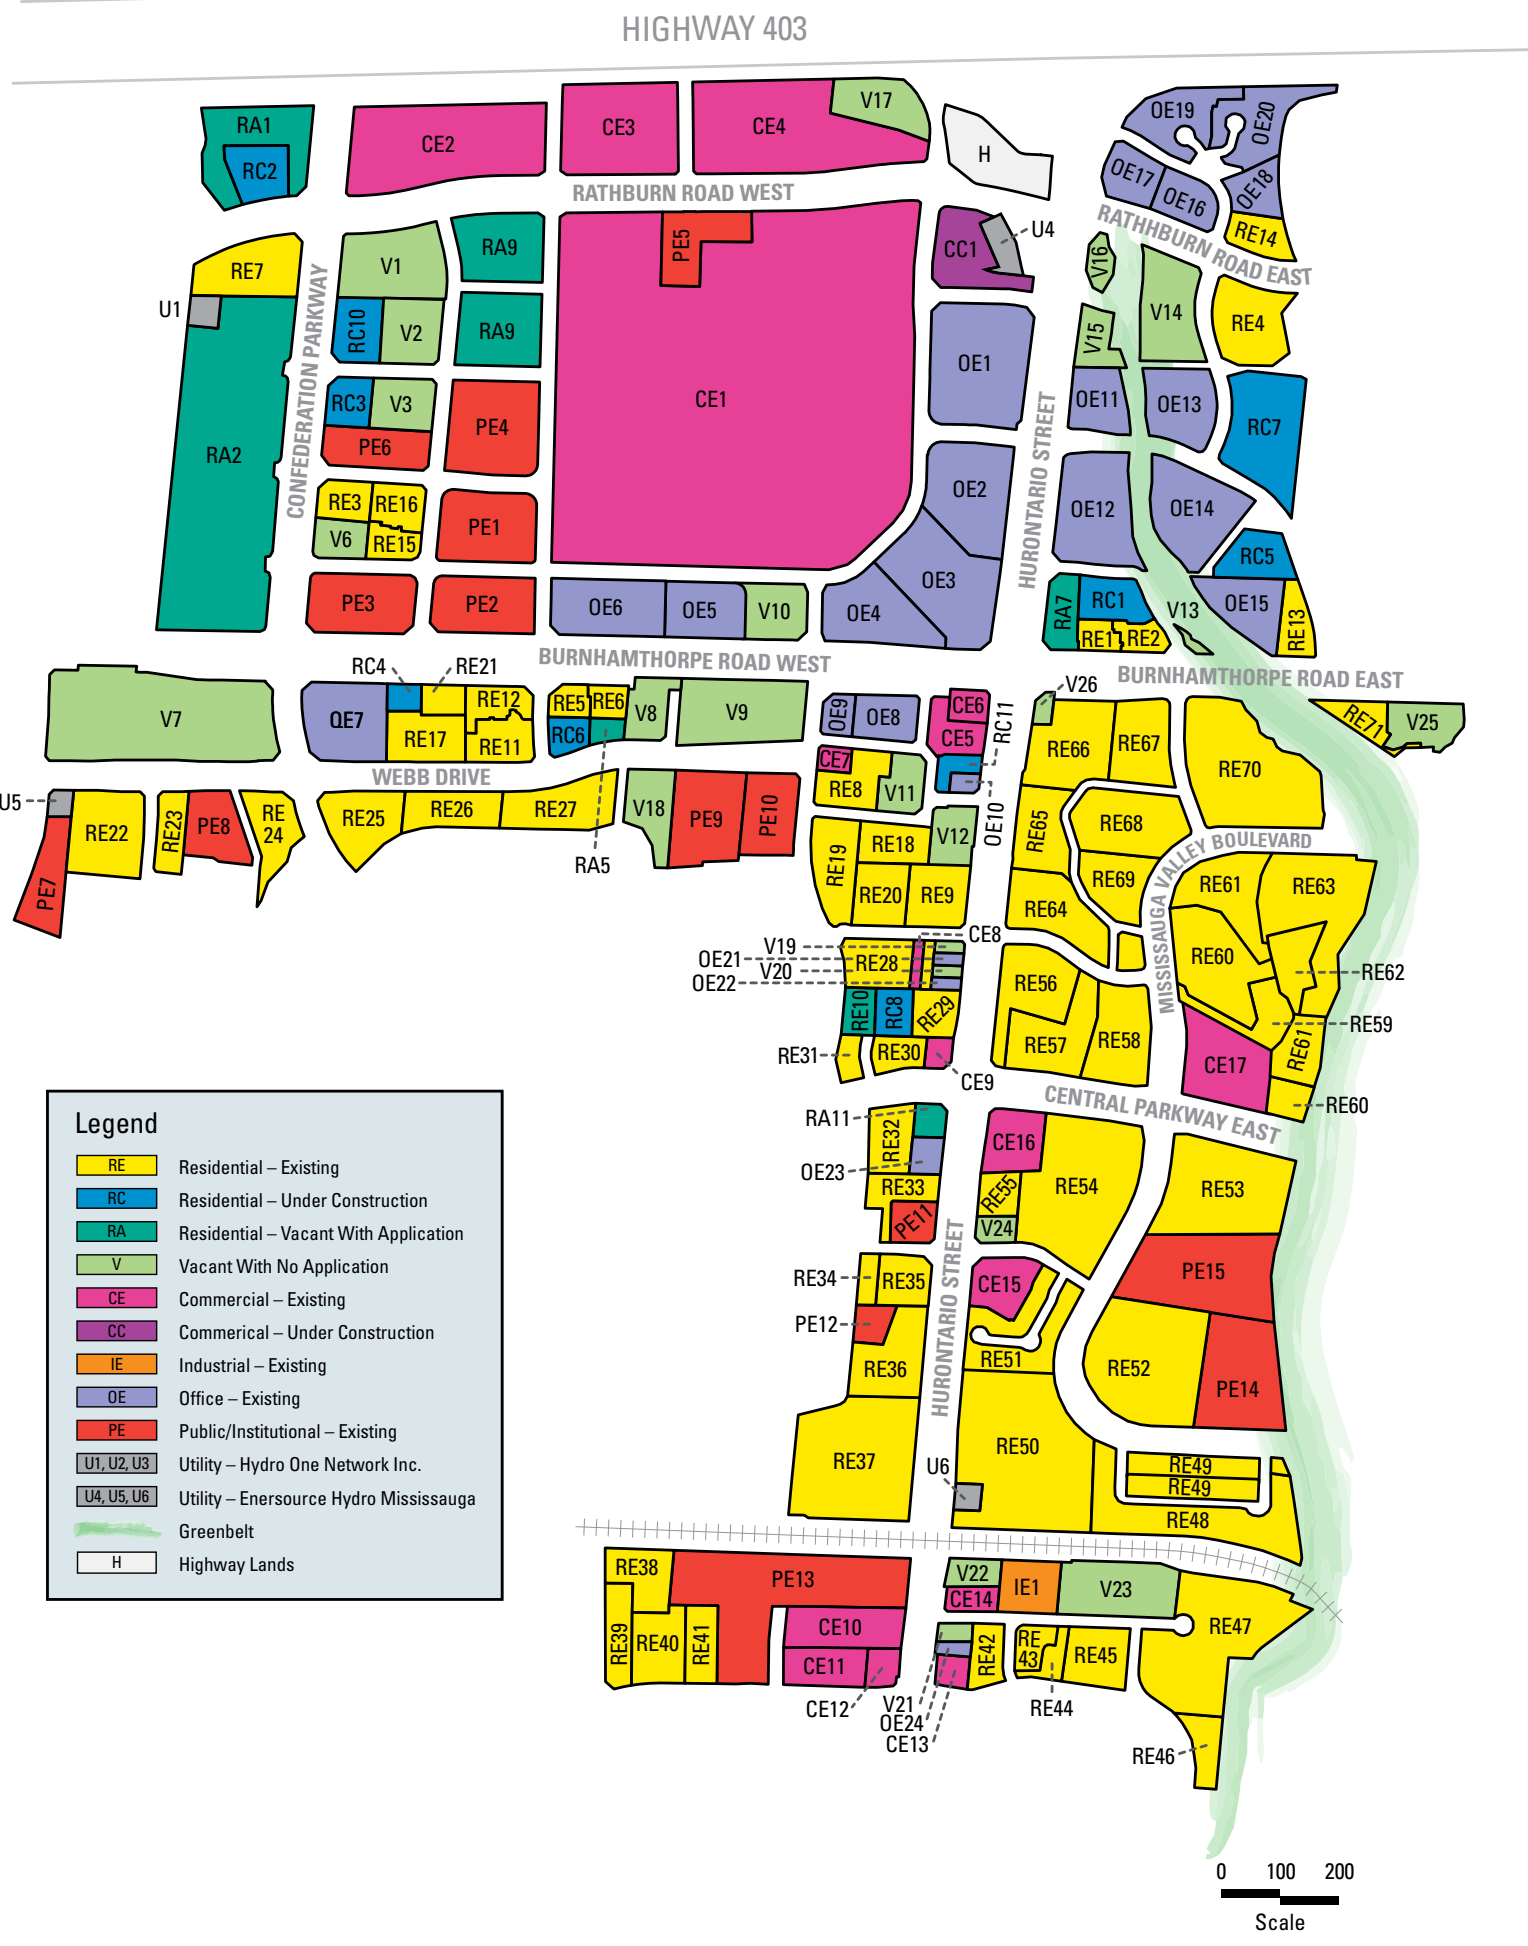 HIGHWAY 403
RA1
RC2
CE2
CE3
CE4
V17
H
OE19
OE20
OE17
OE16
OE18
RE14
RATHBURN ROAD WEST
RATHHBURN ROAD EAST
RE7
U1
RA2
CONFEDERATION PARKWAY
V1
RA9
RC10
V2
RA9
RC3
V3
PE6
PE4
RE3
RE16
V6
RE15
PE1
PE3
PE2
PE5
CE1
CC1
U4
OE1
OE2
OE3
OE4
OE6
OE5
V10
HURONTARIO STREET
V16
V14
V15
RE4
OE11
OE13
RC7
OE12
OE14
RC5
RA7
RC1
RE1
RE2
V13
OE15
RE13
BURNHAMTHORPE ROAD WEST
BURNHAMTHORPE ROAD EAST
V7
RC4
RE21
OE7
RE17
RE12
RE11
RE5
RE6
RC6
V8
V9
RA5
WEBB DRIVE
OE9
OE8
CE6
CE5
RC11
OE10
CE7
RE8
V11
V12
V26
RE66
RE67
RE70
RE71
V25
U5
PE7
RE22
RE23
PE8
RE
24
RE25
RE26
RE27
V18
PE9
PE10
RE19
RE18
RE20
RE9
RE65
RE68
RE69
RE64
MISSISSAUGA VALLEY BOULEVARD
RE61
RE63
RE60
RE62
RE59
RE61
RE60
CE17
V19
OE21
V20
OE22
CE8
RE28
RE10
RC8
RE29
RE31
RE30
CE9
RE56
RE57
RE58
CENTRAL PARKWAY EAST
RA11
RE32
OE23
RE33
PE11
CE16
RE55
V24
RE54
RE53
PE15
HURONTARIO STREET
RE34
RE35
PE12
RE36
RE37
CE15
RE51
RE52
PE14
RE50
U6
RE49
RE49
RE48
RE38
RE39
RE40
RE41
PE13
CE10
CE11
CE12
V22
CE14
IE1
V23
RE47
V21
OE24
CE13
RE42
RE
43
RE44
RE45
RE46
Legend
RE Residential – Existing
RC Residential – Under Construction
RA Residential – Vacant With Application
V Vacant With No Application
CE Commercial – Existing
CC Commerical – Under Construction
IE Industrial – Existing
OE Office – Existing
PE Public/Institutional – Existing
U1, U2, U3 Utility – Hydro One Network Inc.
U4, U5, U6 Utility – Enersource Hydro Mississauga
Greenbelt
H Highway Lands
0 100 200
Scale